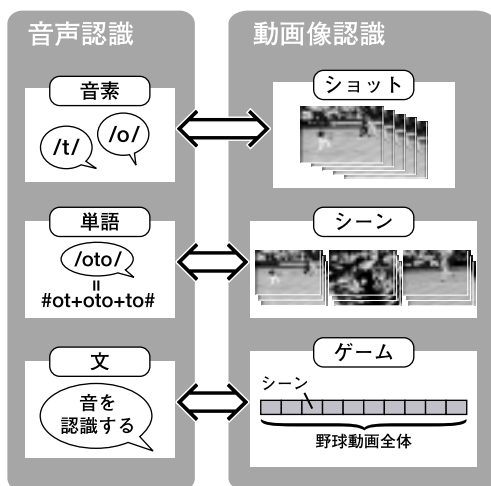 音声認識
動画像認識
音素
/t/
/o/
ショット
単語
/oto/
=
#ot+oto+to#
シーン
文
音を
認識する
ゲーム
シーン
野球動画全体